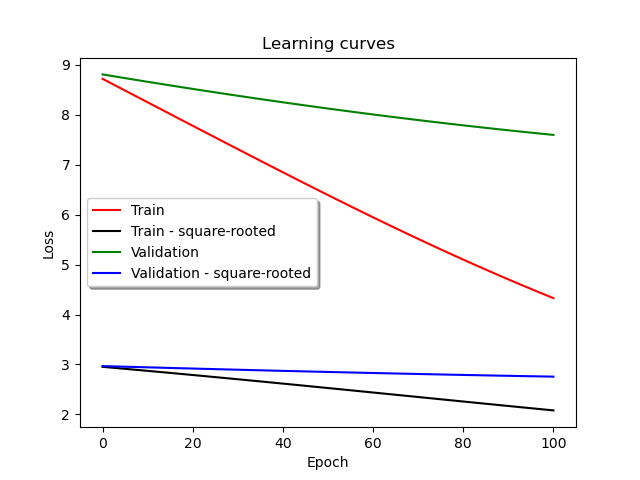 Learning curves
9
8
7
6
5
4
3
2
Loss
Train
Train - square-rooted
Validation
Validation - square-rooted
0 20 40 60 80 100
Epoch